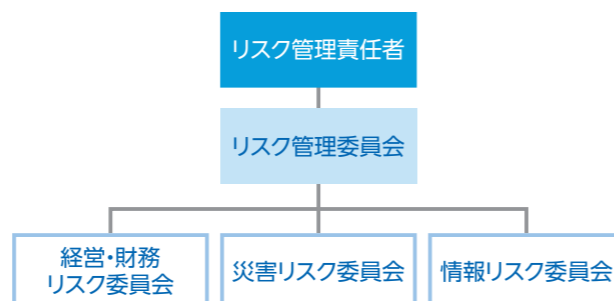 リスク管理責任者
リスク管理委員会
経営・財務
リスク委員会
災害リスク委員会
情報リスク委員会